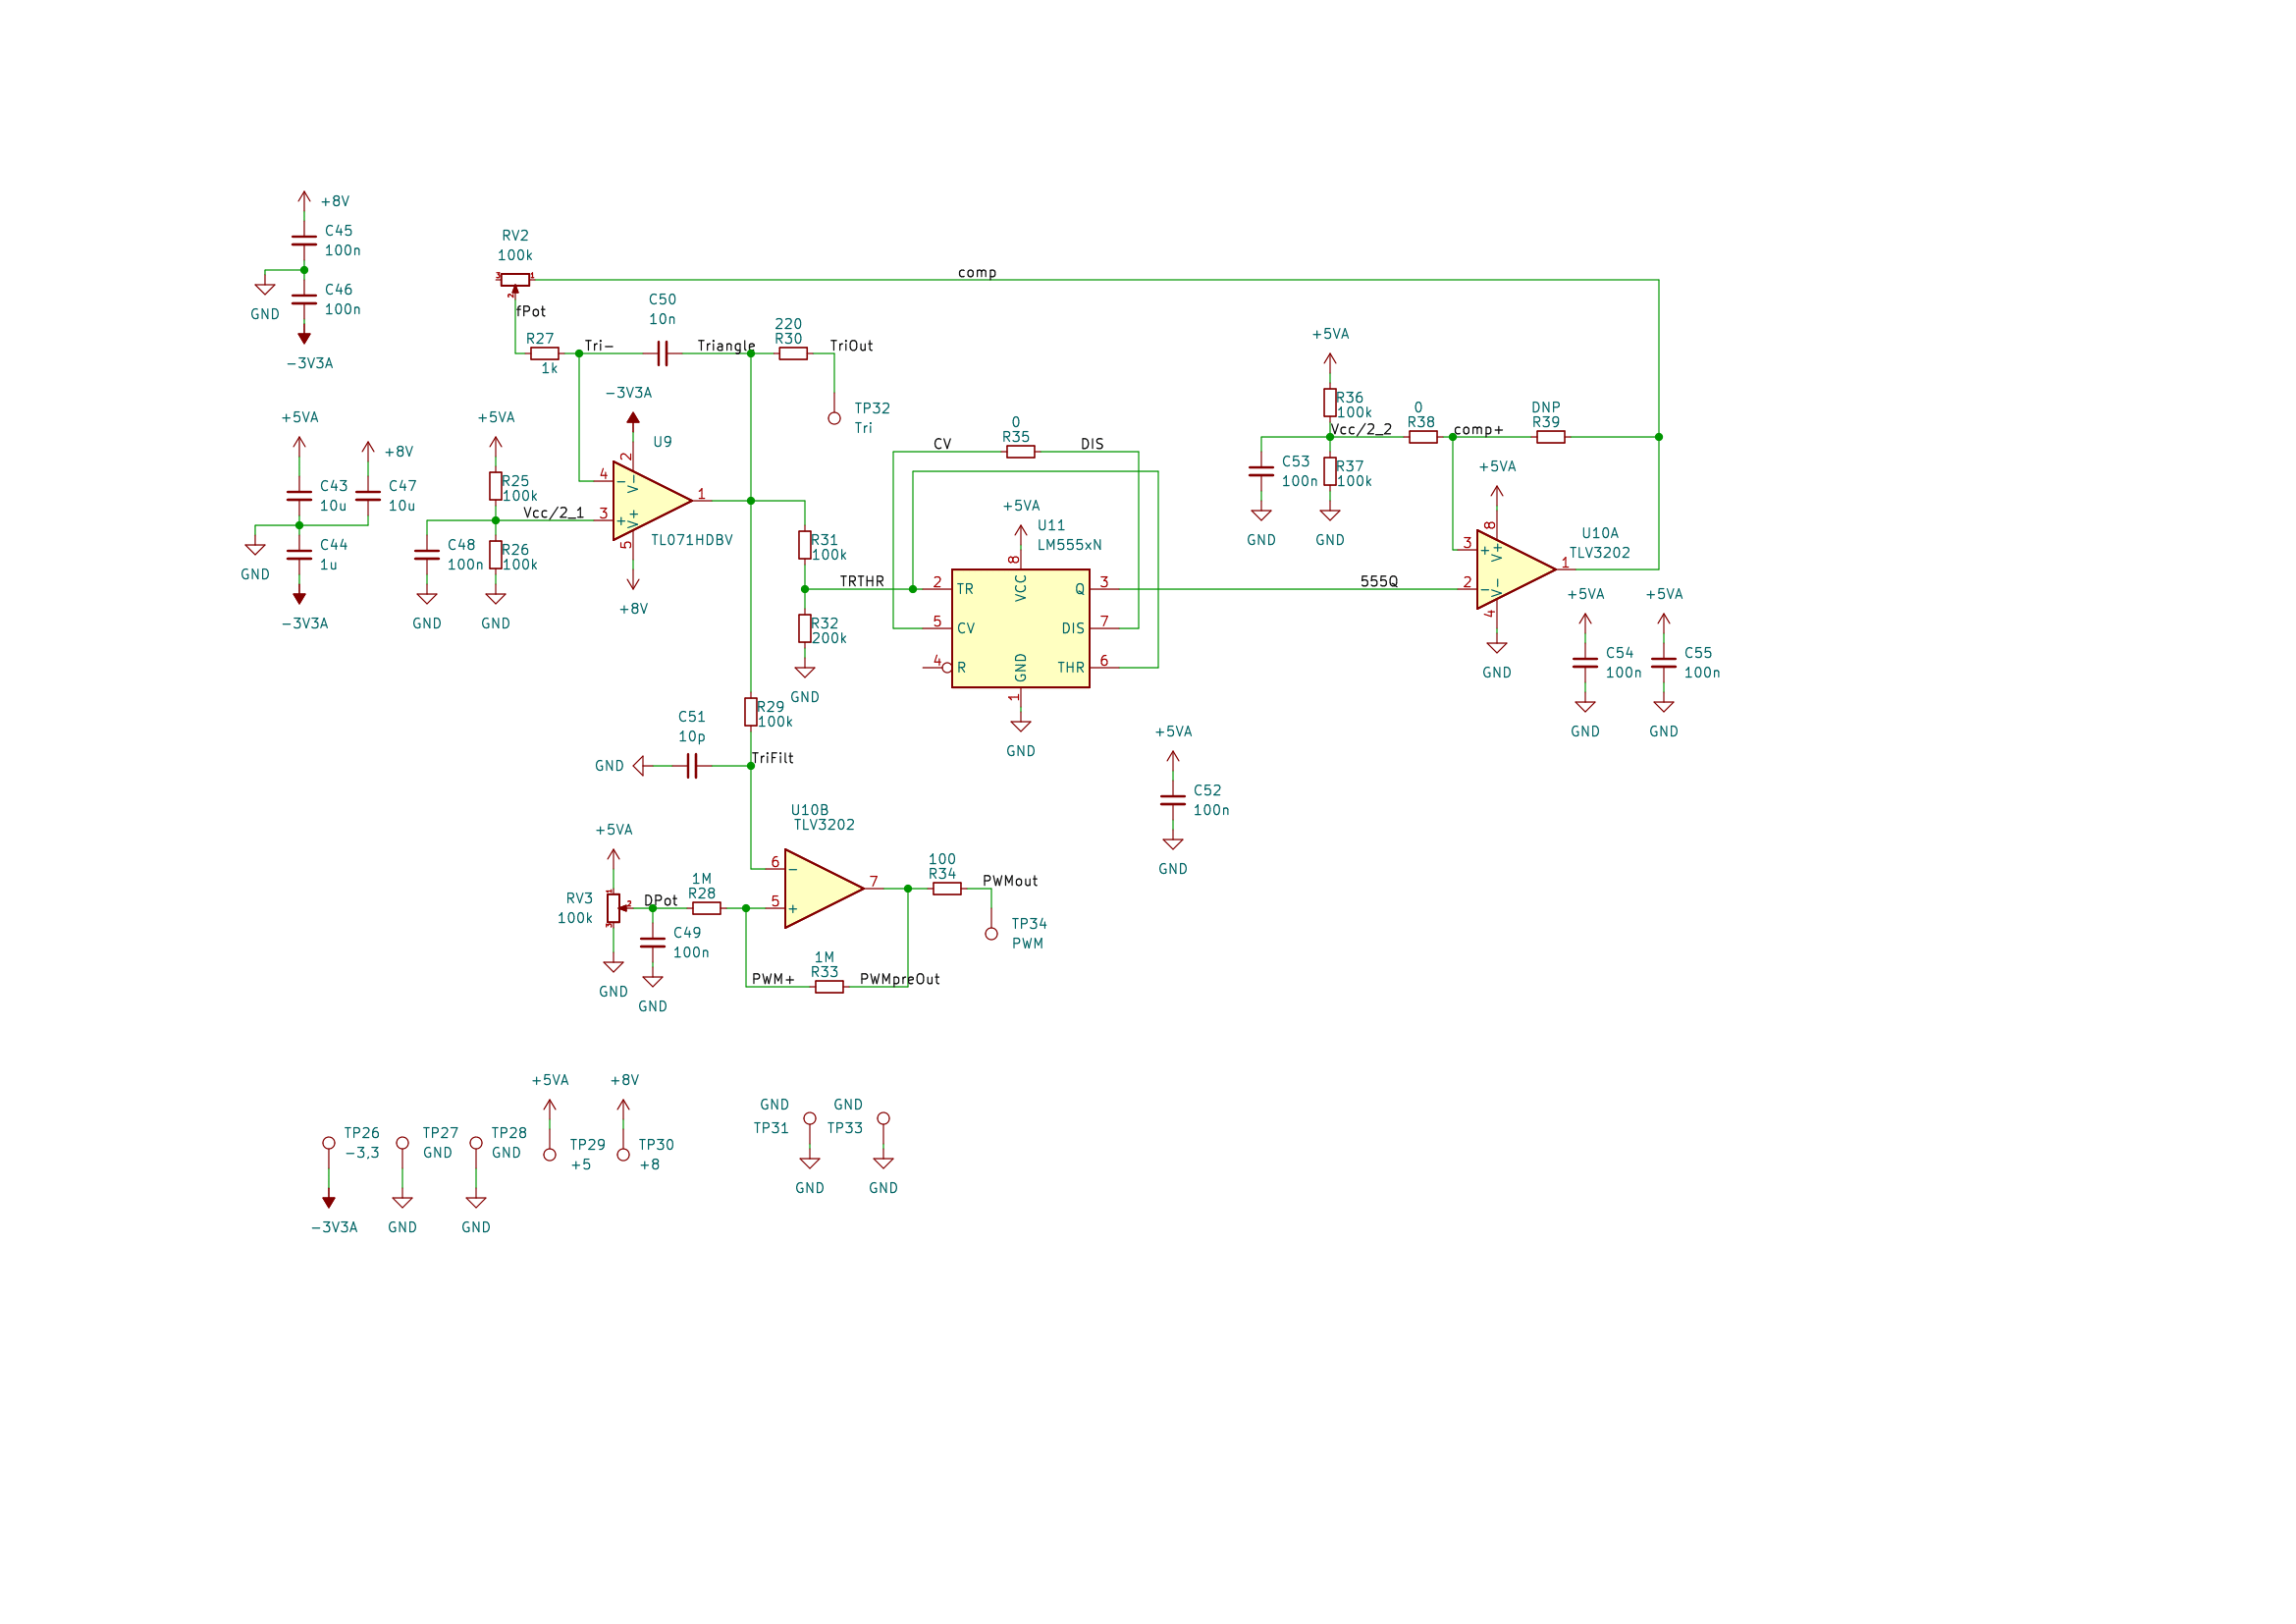 +8V
C45
100n
GND
C46
100n
-3V3A
RV2
100k
3
1
2
fPot
comp
C50
10n
R27
1k
Tri-
Triangle
220
R30
TriOut
TP32
Tri
-3V3A
U9
2
4
-
V-
1
3
+
V+
5
TL071HDBV
+8V
+5VA
+8V
C43
10u
C47
10u
GND
C44
1u
-3V3A
+5VA
R25
100k
Vcc/2_1
C48
100n
R26
100k
GND
GND
R31
100k
TRTHR
R32
200k
GND
CV
0
R35
DIS
+5VA
U11
LM555xN
8
VCC
2
TR
Q
3
5
CV
DIS
7
4
R
GND
THR
6
1
GND
555Q
+5VA
R36
100k
Vcc/2_2
0
R38
comp+
DNP
R39
C53
100n
R37
100k
GND
GND
+5VA
8
3
+
V+
U10A
TLV3202
1
2
-
V-
4
GND
+5VA
+5VA
C54
100n
C55
100n
GND
GND
R29
100k
C51
10p
GND
TriFilt
+5VA
C52
100n
GND
U10B
TLV3202
+5VA
RV3
100k
1
2
3
DPot
1M
R28
6
-
5
+
7
100
R34
PWMout
TP34
PWM
C49
100n
GND
GND
PWM+
1M
R33
PWMpreOut
+5VA
+8V
TP26
-3,3
TP27
GND
TP28
GND
TP29
+5
TP30
+8
GND
TP31
GND
TP33
GND
GND
-3V3A
GND
GND